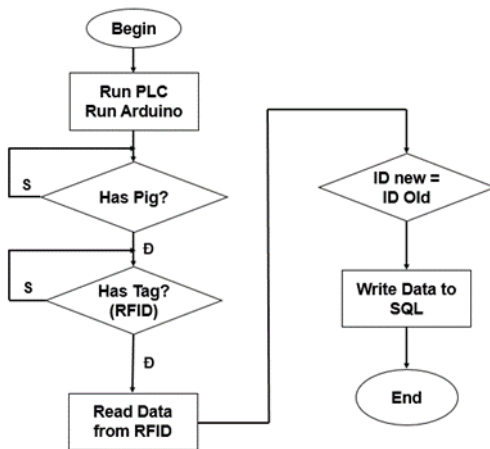 Begin
Run PLC
Run Arduino
S
Has Pig?
Đ
S
Has Tag?
(RFID)
Đ
Read Data
from RFID
ID new =
ID Old
Write Data to
SQL
End